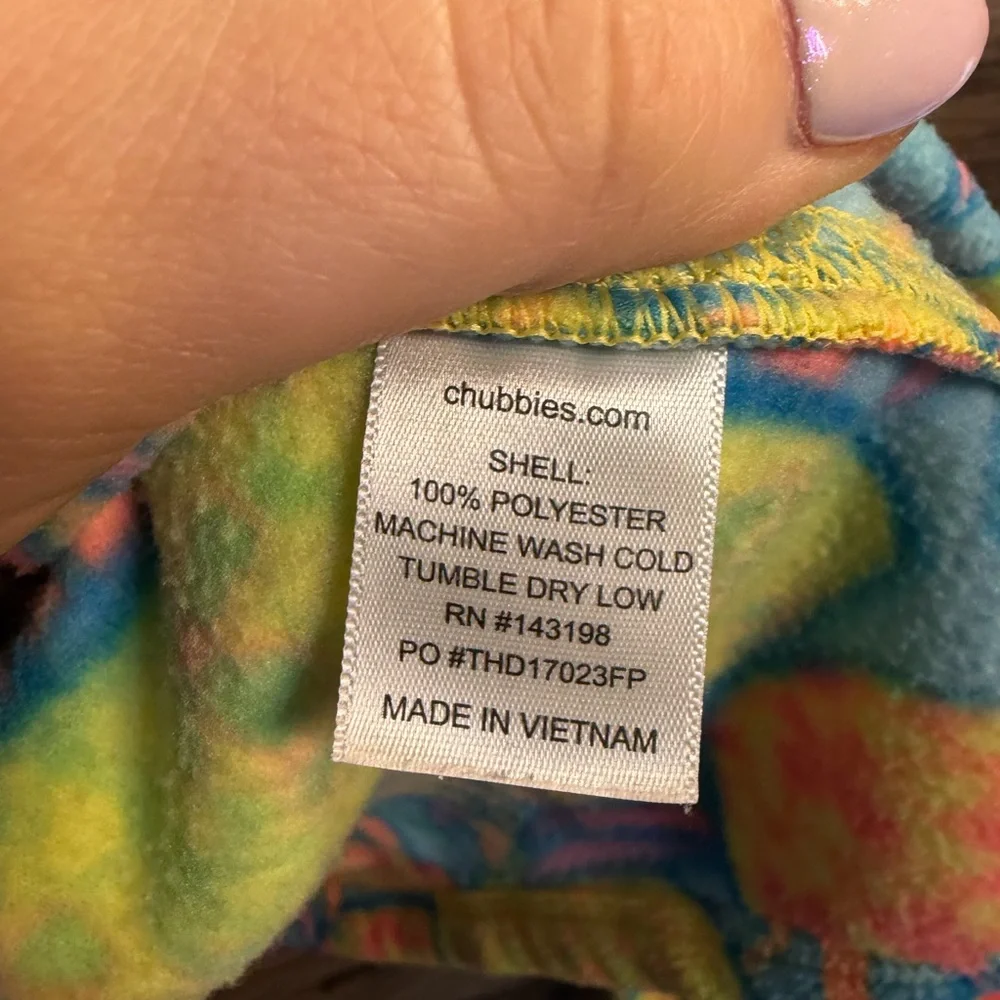 chubbies.com
SHELL:
100% POLYESTER
MACHINE WASH COLD
TUMBLE DRY LOW
RN #143198
PO #THD17023FP
MADE IN VIETNAM